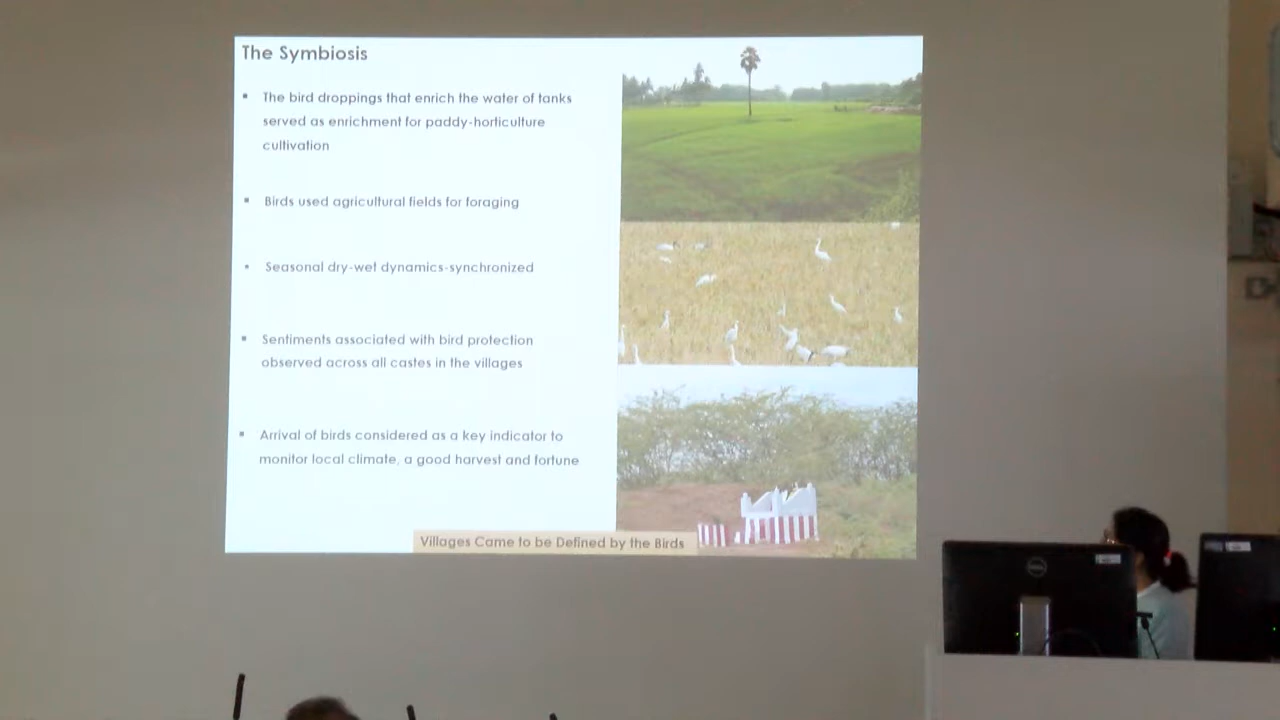 The Symbiosis
▪ The bird droppings that enrich the water of tanks
served as enrichment for paddy-horticulture
cultivation
▪ Birds used agricultural fields for foraging
▪ Seasonal dry-wet dynamics-synchronized
▪ Sentiments associated with bird protection
observed across all castes in the villages
▪ Arrival of birds considered as a key indicator to
monitor local climate, a good harvest and fortune
Villages Came to be Defined by the Birds
DELL